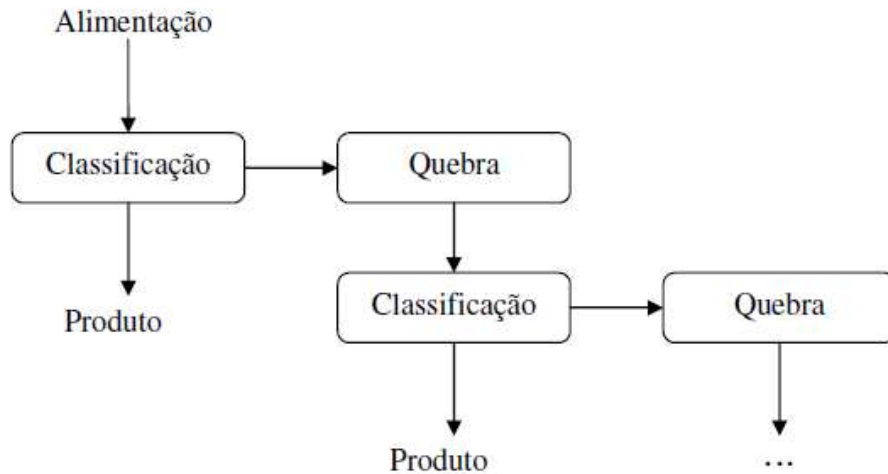 Alimentação
Classificação
Quebra
Produto
Classificação
Quebra
Produto
...